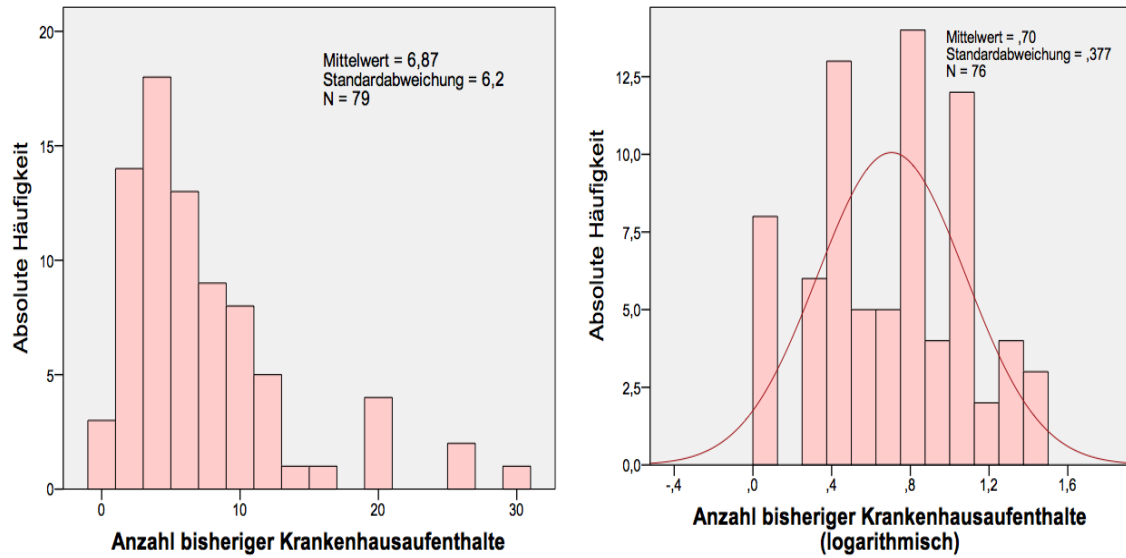 Absolute Häufigkeit
20
15
10
5
0
Mittelwert = 6,87
Standardabweichung = 6,2
N = 79
0 10 20 30
Anzahl bisheriger Krankenhausaufenthalte
Absolute Häufigkeit
12,5
10,0
7,5
5,0
2,5
0,0
Mittelwert = ,70
Standardabweichung = ,377
N = 76
-,4 ,0 ,4 ,8 1,2 1,6
Anzahl bisheriger Krankenhausaufenthalte
(logarithmisch)